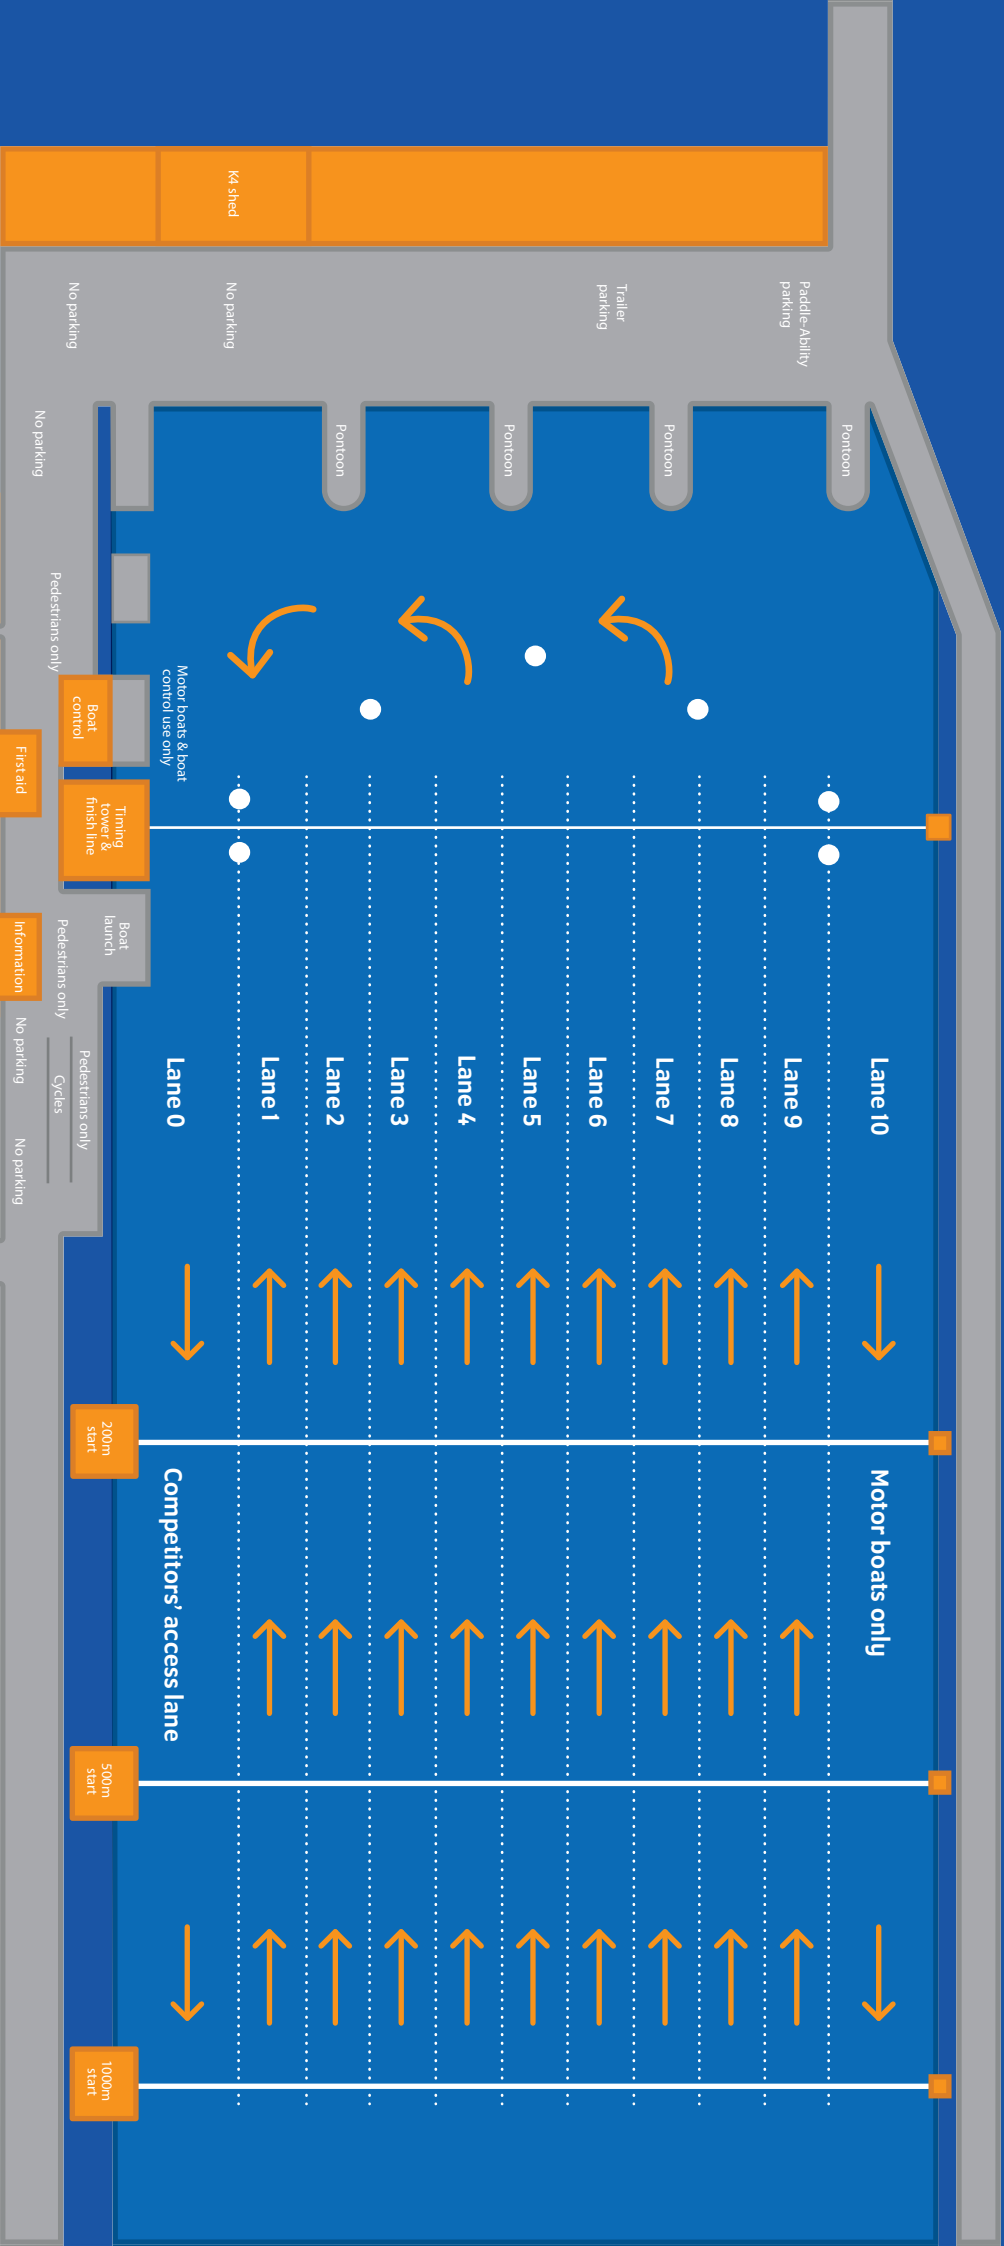 K4 shed
Paddle-Ability
parking
Trailer
parking
No parking
No parking
No parking
Pontoon
Pontoon
Pontoon
Pontoon
Pedestrians only
Motor boats & boat
control use only
Boat
control
First aid
Timing
tower &
finish line
Boat
launch
Information
Pedestrians only
No parking
Cycles
Pedestrians only
No parking
Lane 10
Lane 9
Lane 8
Lane 7
Lane 6
Lane 5
Lane 4
Lane 3
Lane 2
Lane 1
Lane 0
200m
start
Motor boats only
Competitors’ access lane
500m
start
1000m
start